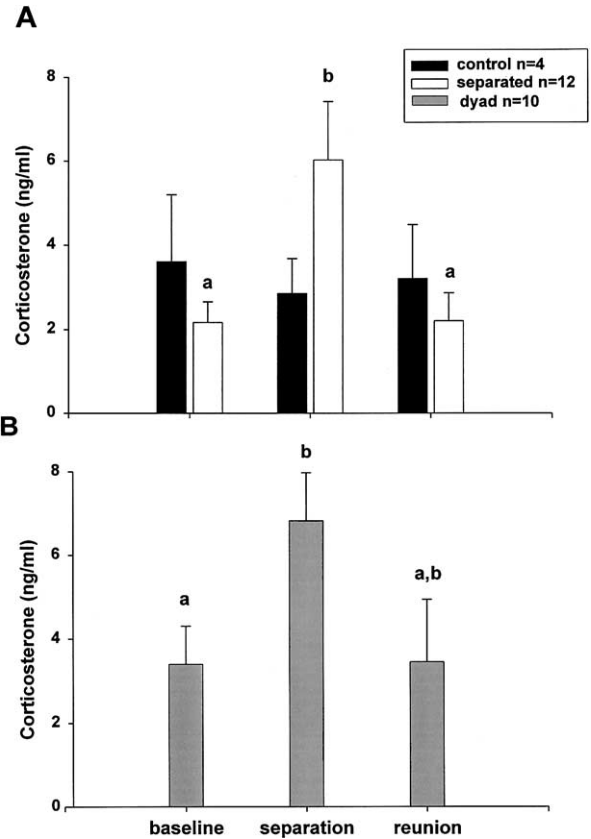 A
control n=4
separated n=12
dyad n=10
Corticosterone (ng/ml)
8
6
4
2
0
a
b
a
B
Corticosterone (ng/ml)
8
6
4
2
0
a
b
a,b
baseline separation reunion